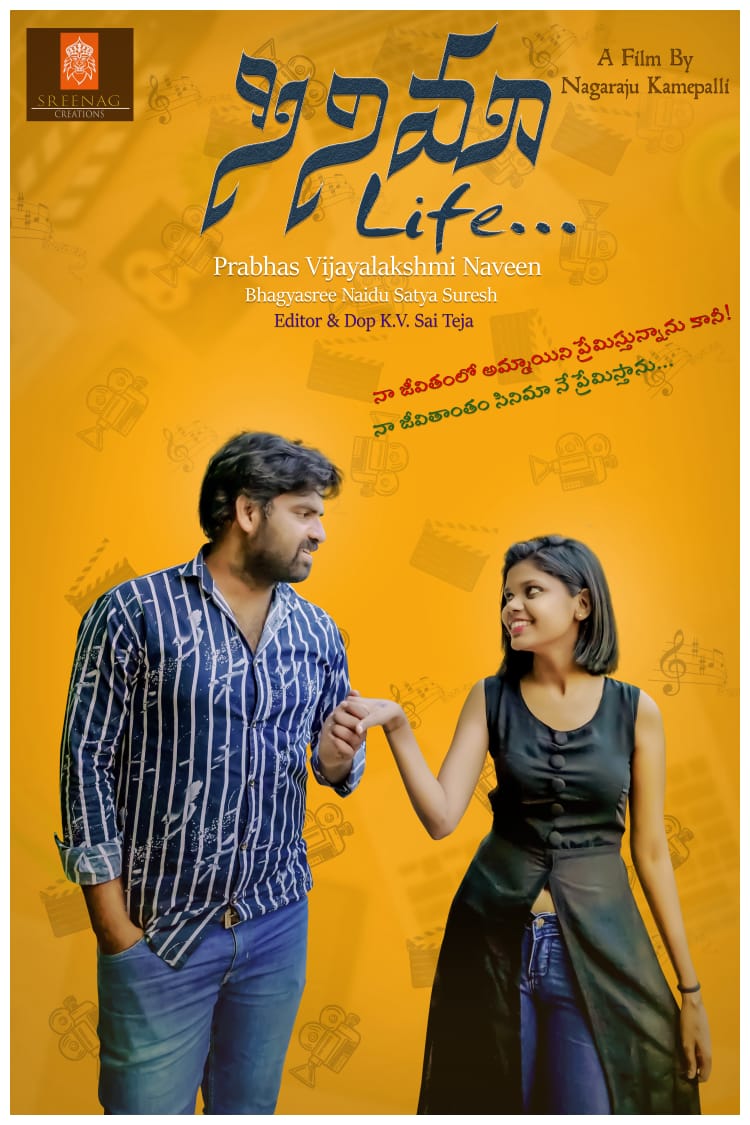 SREENAG
CREATIONS
సినిమా
Life...
A Film By
Nagaraju Kamepalli
Prabhas Vijayalakshmi Naveen
Bhagyasree Naidu Satya Suresh
Editor & Dop K.V. Sai Teja
నా జీవితంలో అమ్మాయిని ప్రేమిస్తున్నాను కానీ!
నా జీవితాంతం సినిమా నే ప్రేమిస్తాను...